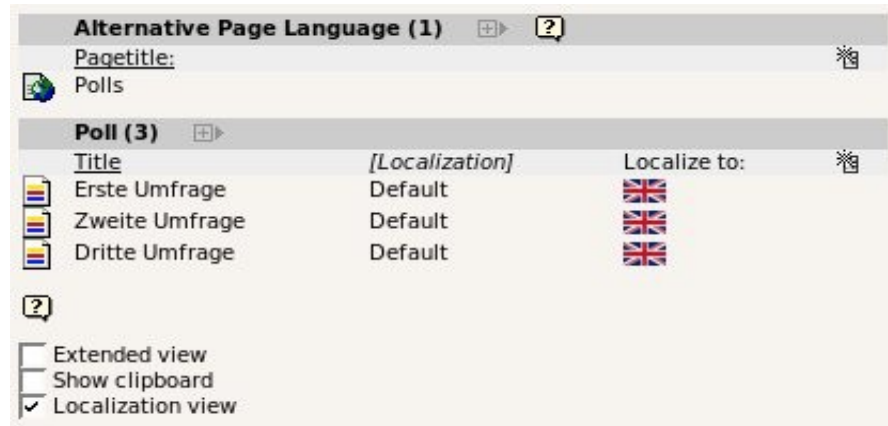 Alternative Page Language (1)
Pagetitle:
Polls
Poll (3)
Title [Localization] Localize to:
Erste Umfrage Default
Zweite Umfrage Default
Dritte Umfrage Default
Extended view
Show clipboard
Localization view